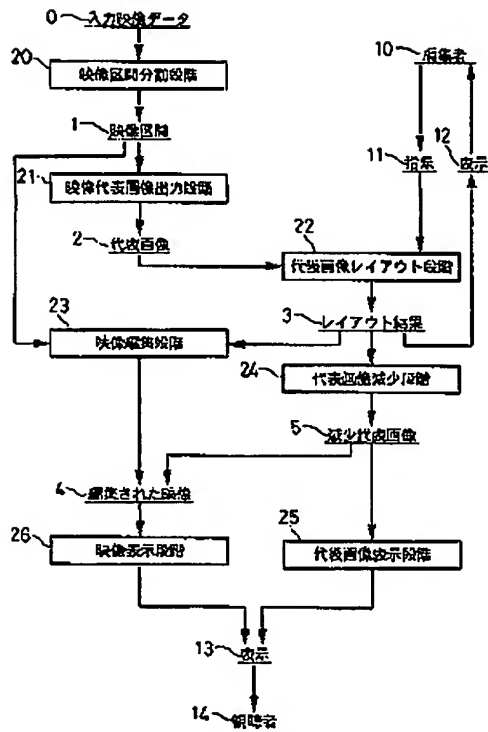 0 入力映像データ
20
映像区間分割段階
1 映像区間
21
映像代表画像出力段階
2 代表画像
10 編集者
11 指示
12 表示
22
代表画像レイアウト段階
3 レイアウト結果
23
映像編集段階
24
代表画像減少段階
5 減少代表画像
4 編集された映像
26
映像表示段階
25
代表画像表示段階
13 表示
14 観聴者